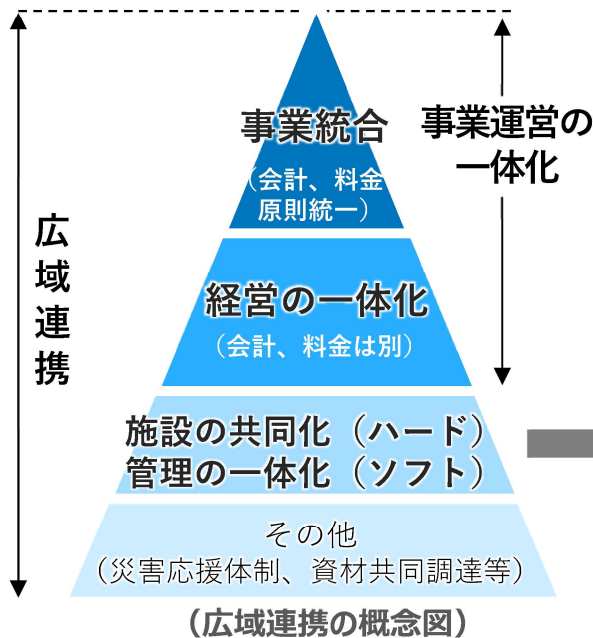 事業統合
（会計、料金
原則統一）
事業運営の
一体化
広域連携
経営の一体化
（会計、料金は別）
施設の共同化（ハード）
管理の一体化（ソフト）
その他
（災害応援体制、資材共同調達等）
（広域連携の概念図）